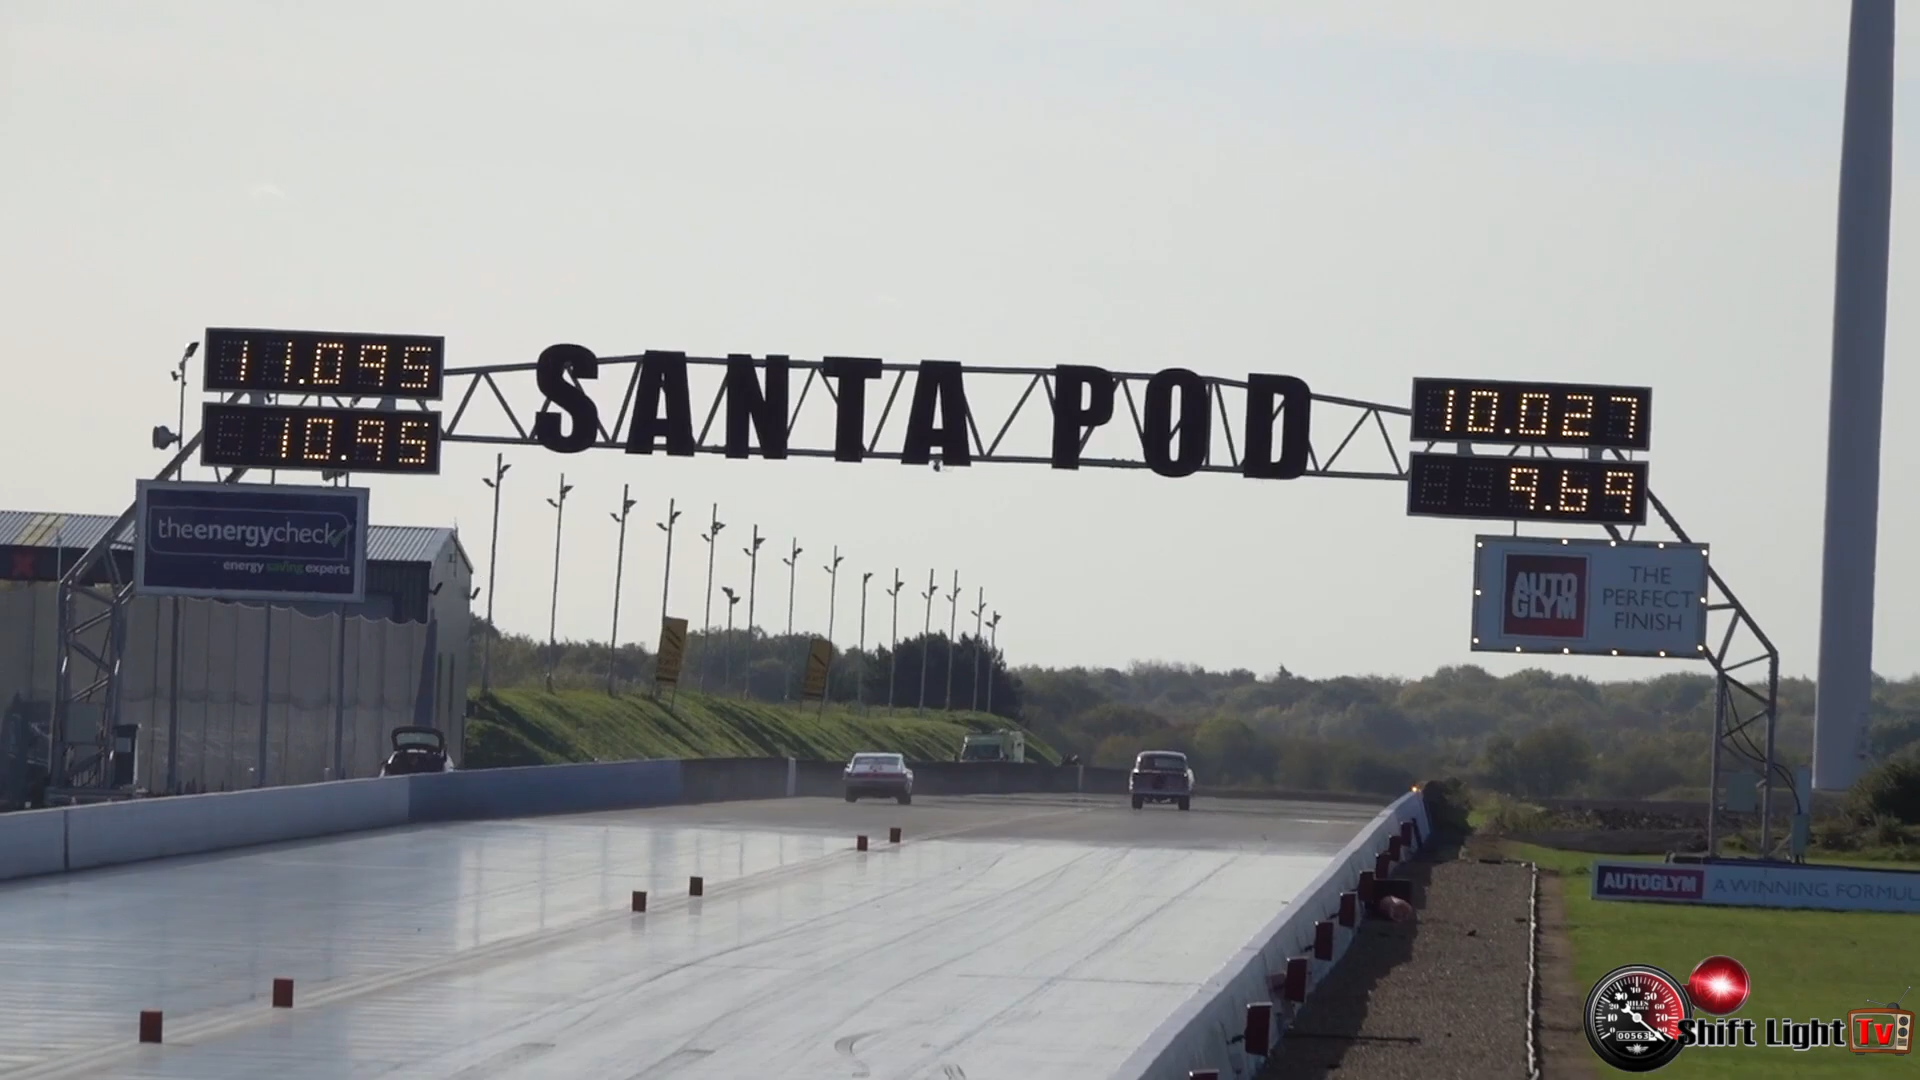 11.095
10.95
SANTA POD
10.027
9.69
theenergycheck
energy saving experts
AUTO
GLYM
THE
PERFECT
FINISH
AUTOGLYM A WINNING FORMUL
Shift Light Tv